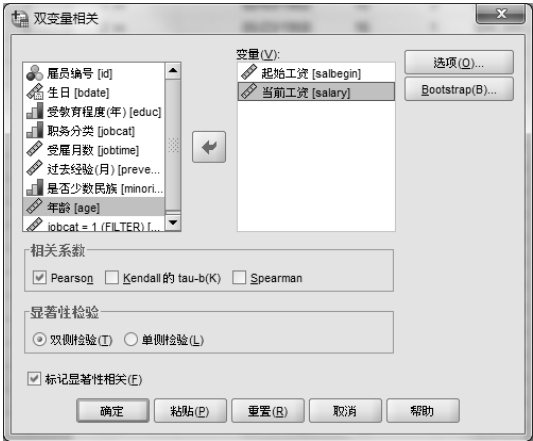 双变量相关
变量(V):
雇员编号 [id]
生日 [bdate]
受教育程度(年) [educ]
职务分类 [jobcat]
受雇月数 [jobtime]
过去经验(月) [preve...
是否少数民族 [minori...
年龄 [age]
jobcat = 1 (FILTER) [...
起始工资 [salbegin]
当前工资 [salary]
选项(O)...
Bootstrap(B)...
相关系数
Pearson
Kendall 的 tau-b(K)
Spearman
显著性检验
双侧检验(T)
单侧检验(L)
标记显著性相关(F)
确定
粘贴(P)
重置(R)
取消
帮助